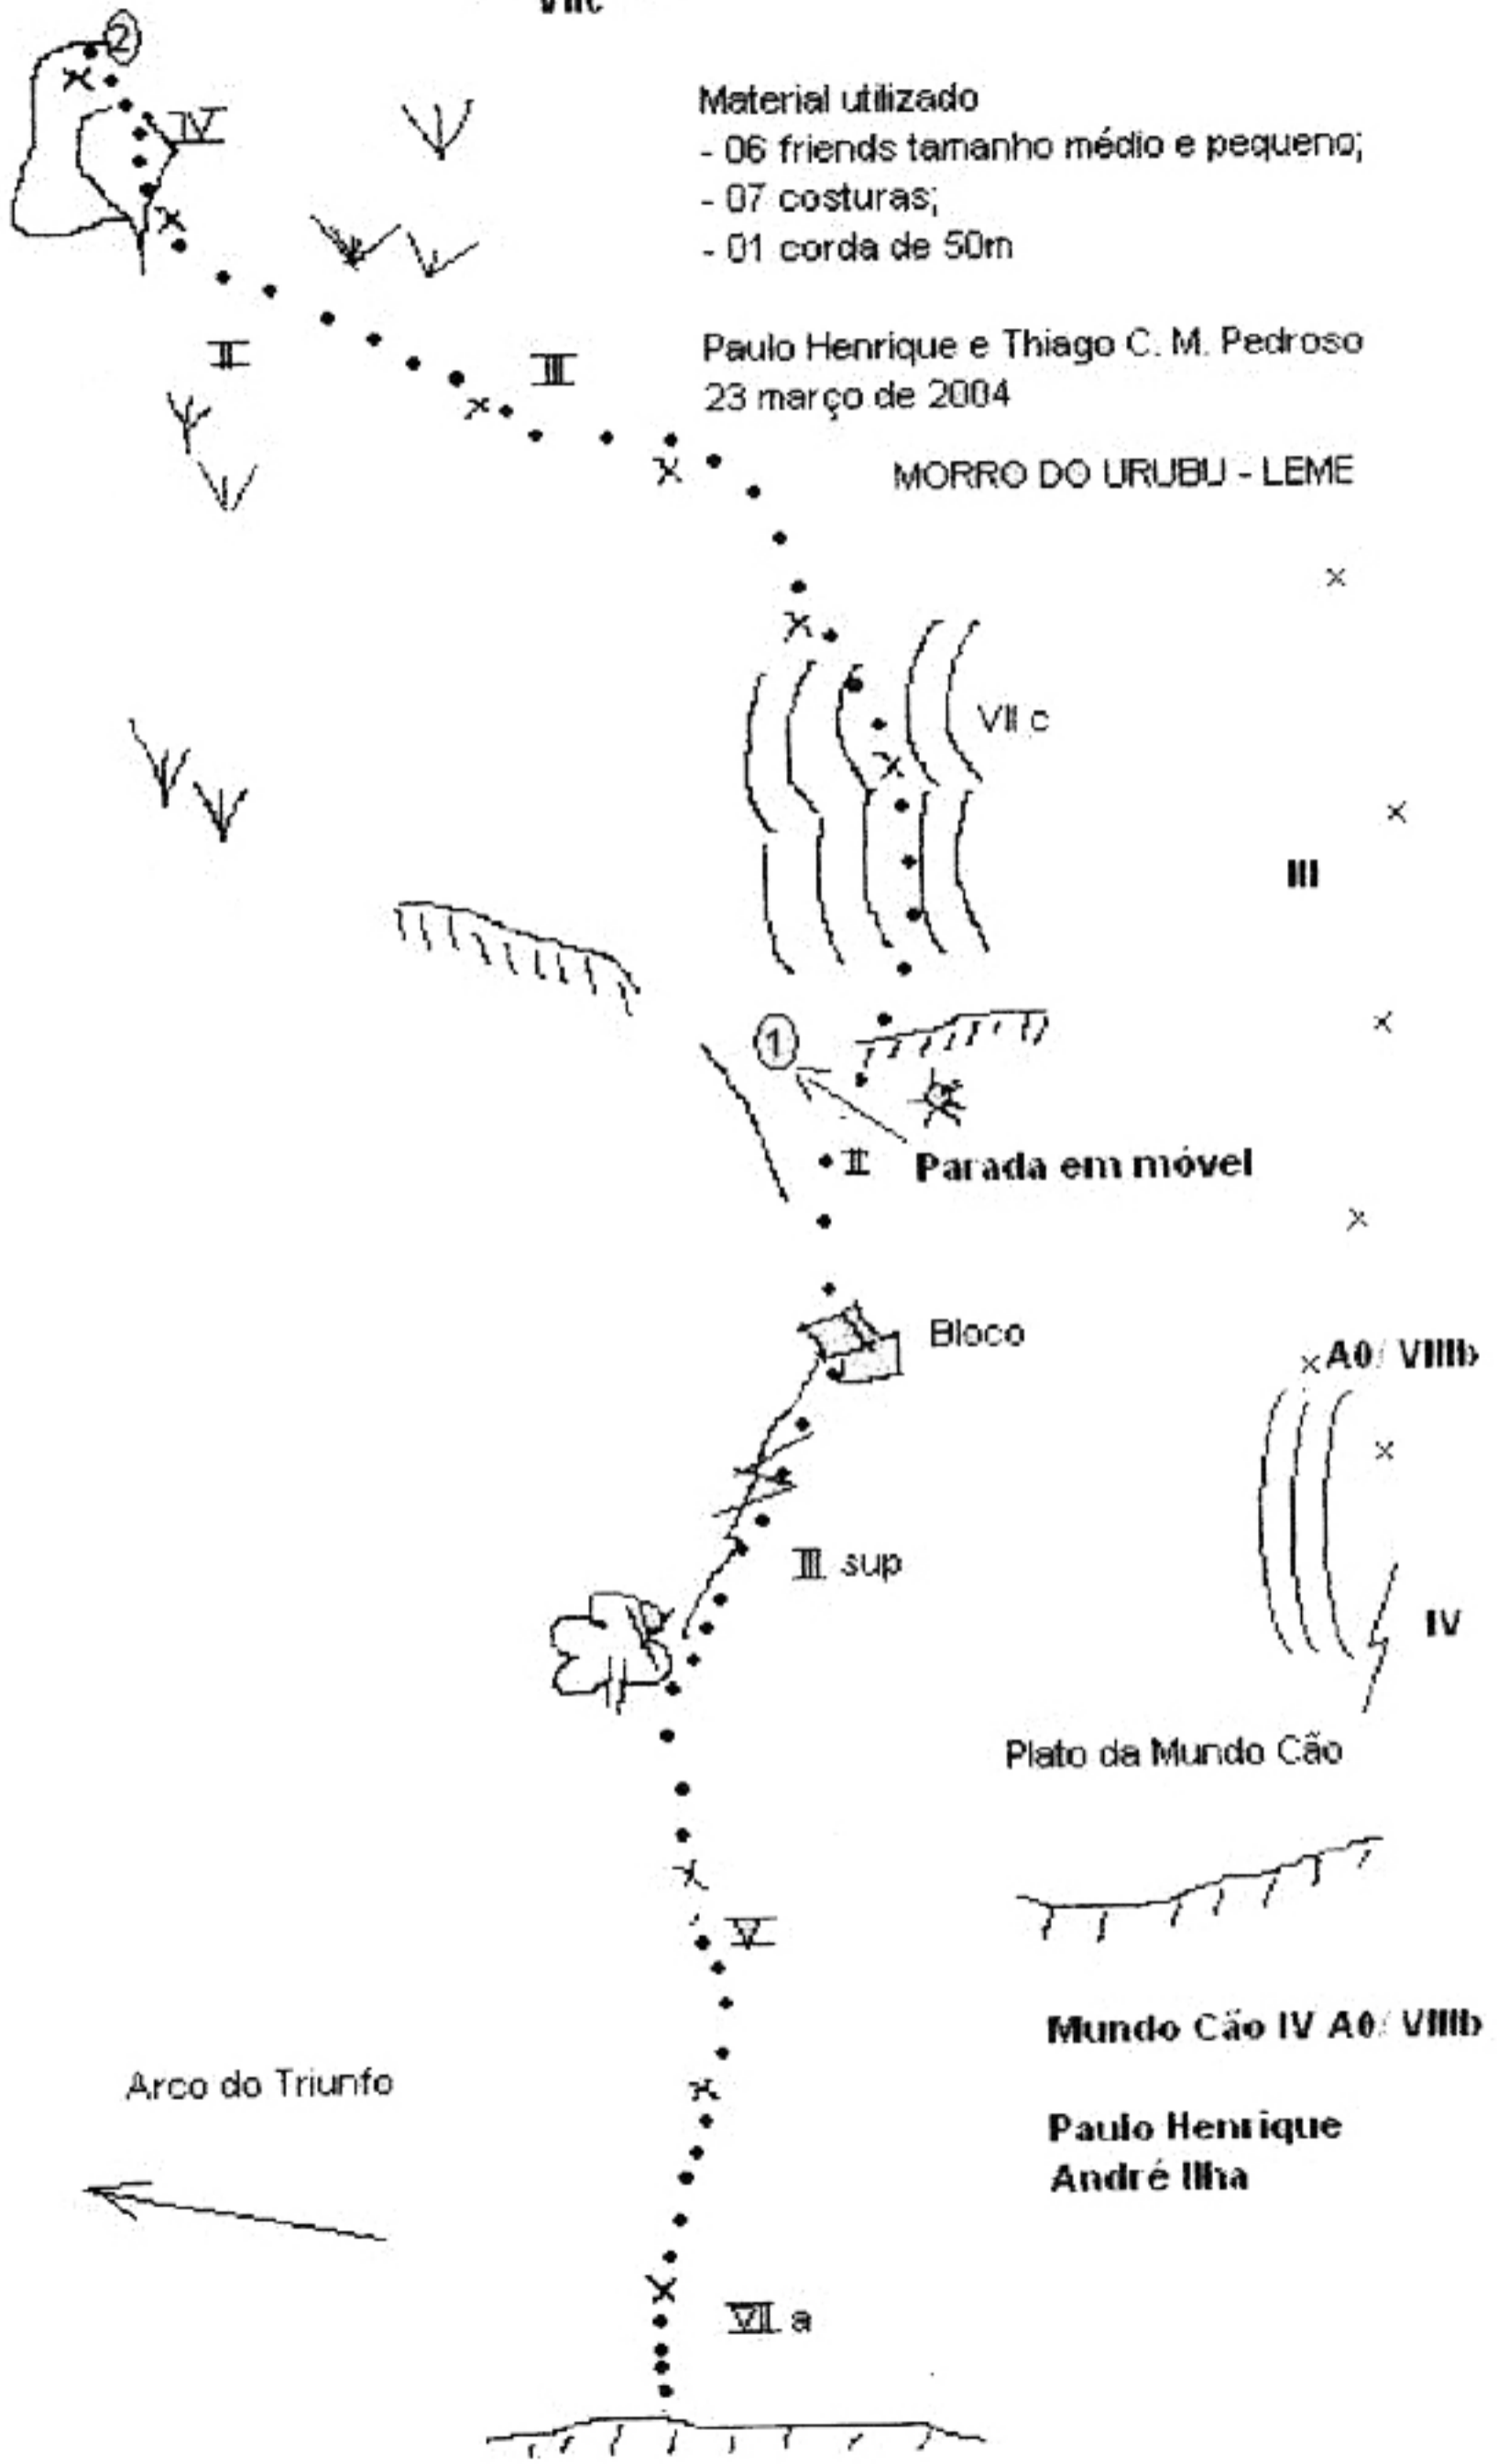 VIIc
2
IV
Material utilizado
- 06 friends tamanho médio e pequeno;
- 07 costuras;
- 01 corda de 50m
II
III
Paulo Henrique e Thiago C. M. Pedroso
23 março de 2004
MORRO DO URUBU - LEME
VII c
III
1
II
Parada em móvel
Bloco
A0/ VIIIb
III sup
IV
Plato da Mundo Cão
V
Mundo Cão IV A0/ VIIIb
Arco do Triunfo
Paulo Henrique
André Ilha
VII a